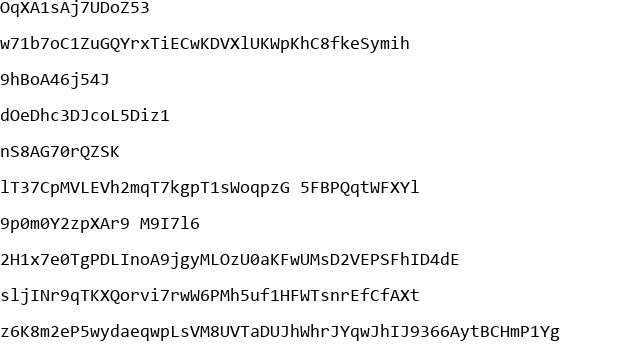 OqXA1sAj7UDoZ53
w71b7oC1ZuGQYrxTiECwKDVXlUKWpKhC8fkeSymih
9hBoA46j54J
dOeDhc3DJcoL5Diz1
nS8AG70rQZSK
lT37CpMVLEVh2mqT7kgpT1sWoqpzG 5FBPQqtWFXYl
9p0m0Y2zpXAr9 M9I7l6
2H1x7e0TgPDLInoA9jgyMLOzU0aKFwUMsD2VEPSFhID4dE
sljINr9qTKXQorvi7rwW6PMh5uf1HFWTsnrEfCfAXt
z6K8m2eP5wydaeqwpLsVM8UVTaDUJhWhrJYqwJhIJ9366AytBCHmP1Yg